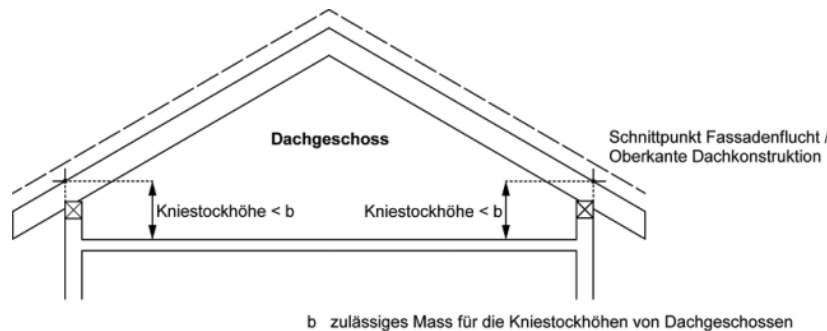 Dachgeschoss
Schnittpunkt Fassadenflucht /
Oberkante Dachkonstruktion
Kniestockhöhe < b
Kniestockhöhe < b
b zulässiges Mass für die Kniestockhöhen von Dachgeschossen